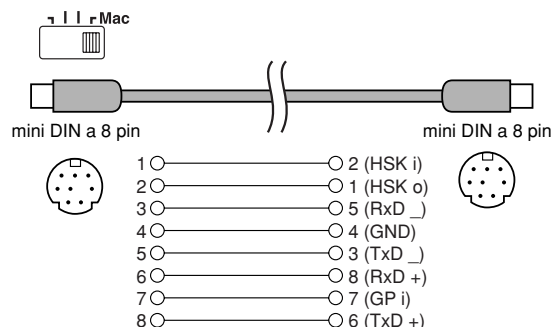 Mac
mini DIN a 8 pin
mini DIN a 8 pin
1 2 (HSK i)
2 1 (HSK o)
3 5 (RxD _)
4 4 (GND)
5 3 (TxD _)
6 8 (RxD +)
7 7 (GP i)
8 6 (TxD +)